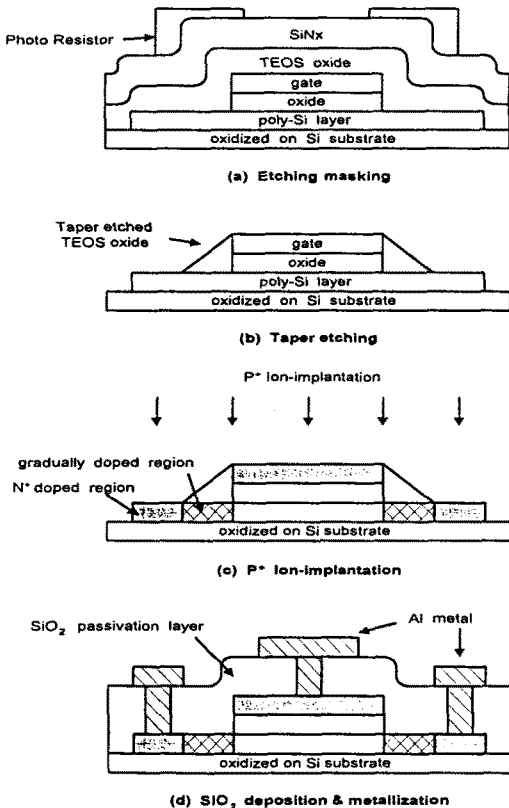 Photo Resistor
SiNx
TEOS oxide
gate
oxide
poly-Si layer
oxidized on Si substrate
(a) Etching masking
Taper etched
TEOS oxide
gate
oxide
poly-Si layer
oxidized on Si substrate
(b) Taper etching
P⁺ Ion-implantation
gradually doped region
N⁺doped region
oxidized on Si substrate
(c) P⁺ Ion-implantation
SiO₂ passivation layer
Al metal
oxidized on Si substrate
(d) SiO₂ deposition & metallization